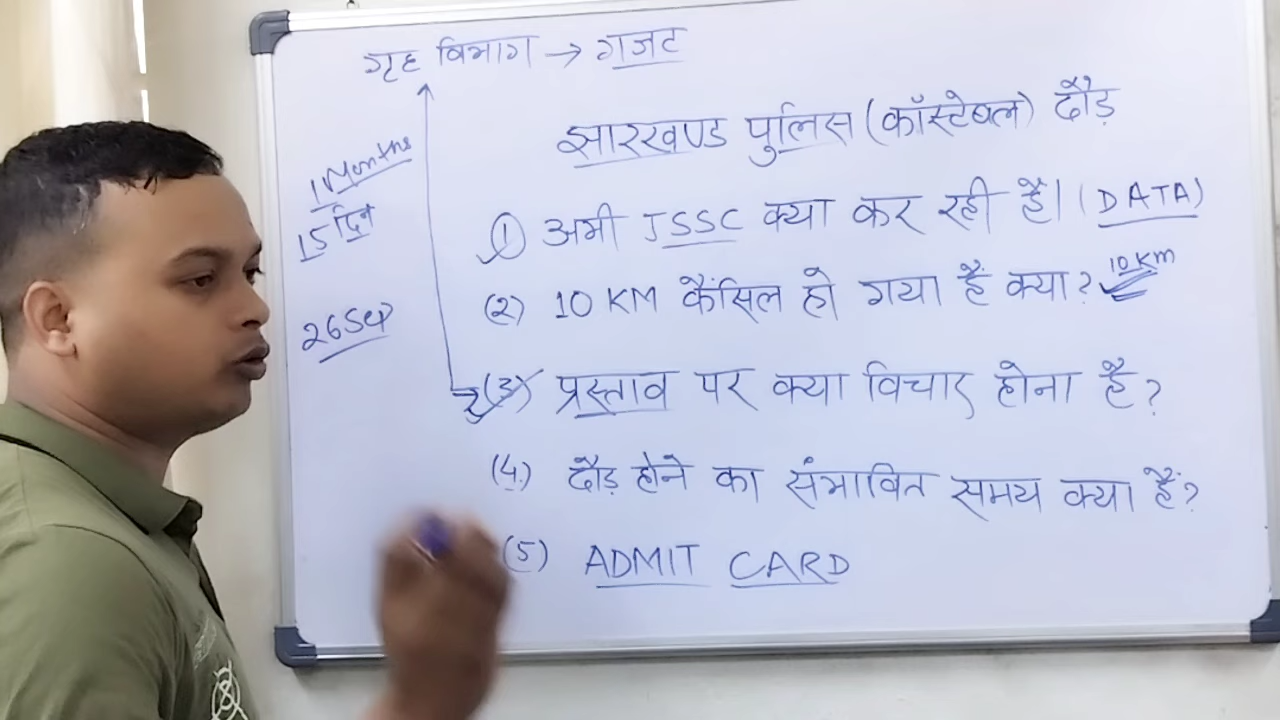 गृह विभाग → गजट
झारखण्ड पुलिस (कॉस्टेबल) दौड़
1 Months
15 दिन
26 Sep
(1) अभी JSSC क्या कर रही है। (DATA)
(2) 10 KM कैंसिल हो गया है क्या? 10 KM
(3) प्रस्ताव पर क्या विचार होना है?
(4.) दौड़ होने का संभावित समय क्या है?
(5) ADMIT CARD